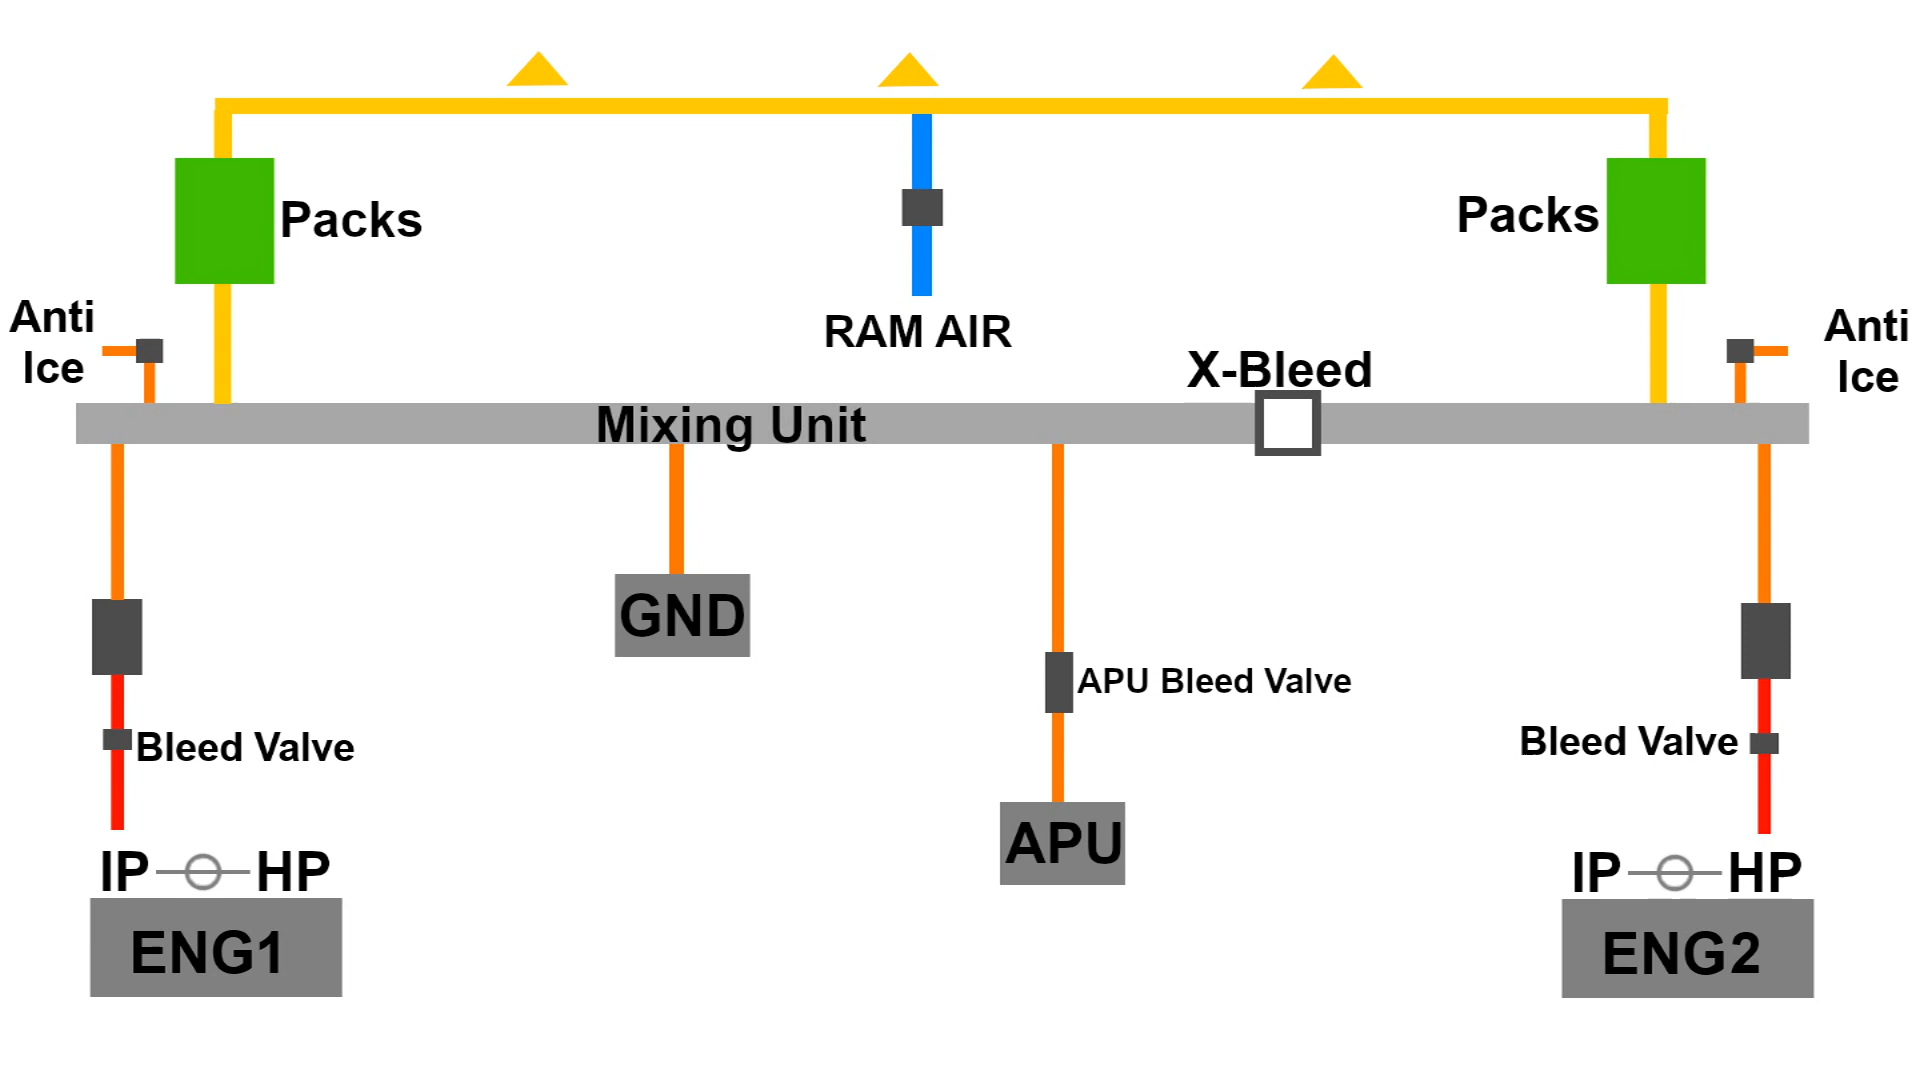 Packs
Packs
Anti
Ice
RAM AIR
Anti
Ice
X-Bleed
Mixing Unit
GND
APU Bleed Valve
Bleed Valve
Bleed Valve
APU
IP
HP
IP
HP
ENG1
ENG2